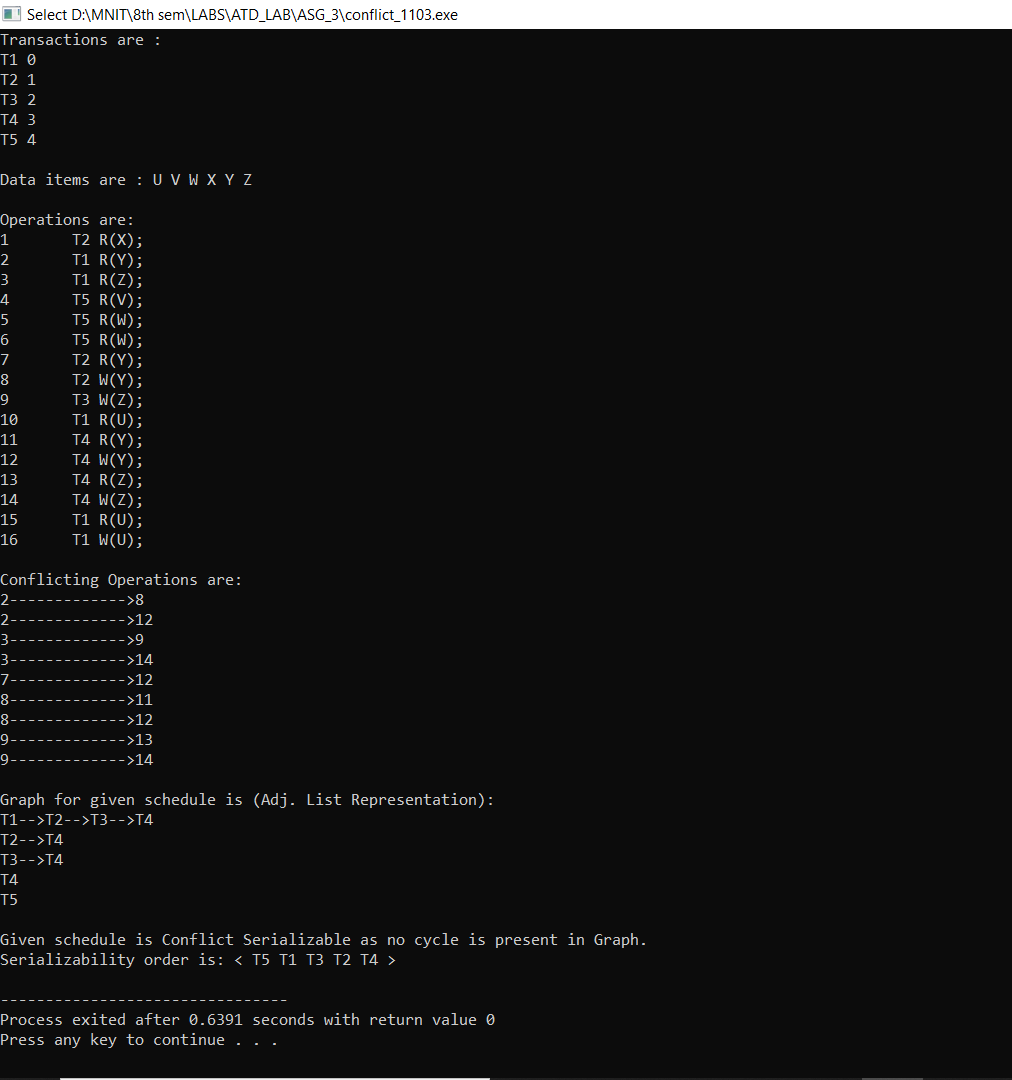 Select D:\MNIT\8th sem\LABS\ATD_LAB\ASG_3\conflict_1103.exe
Transactions are :
T1 0
T2 1
T3 2
T4 3
T5 4
Data items are : U V W X Y Z
Operations are:
1 T2 R(X);
2 T1 R(Y);
3 T1 R(Z);
4 T5 R(V);
5 T5 R(W);
6 T5 R(W);
7 T2 R(Y);
8 T2 W(Y);
9 T3 W(Z);
10 T1 R(U);
11 T4 R(Y);
12 T4 W(Y);
13 T4 R(Z);
14 T4 W(Z);
15 T1 R(U);
16 T1 W(U);
Conflicting Operations are:
2------------->8
2------------->12
3------------->9
3------------->14
7------------->12
8------------->11
8------------->12
9------------->13
9------------->14
Graph for given schedule is (Adj. List Representation):
T1-->T2-->T3-->T4
T2-->T4
T3-->T4
T4
T5
Given schedule is Conflict Serializable as no cycle is present in Graph.
Serializability order is: < T5 T1 T3 T2 T4 >
--------------------------------
Process exited after 0.6391 seconds with return value 0
Press any key to continue . . .